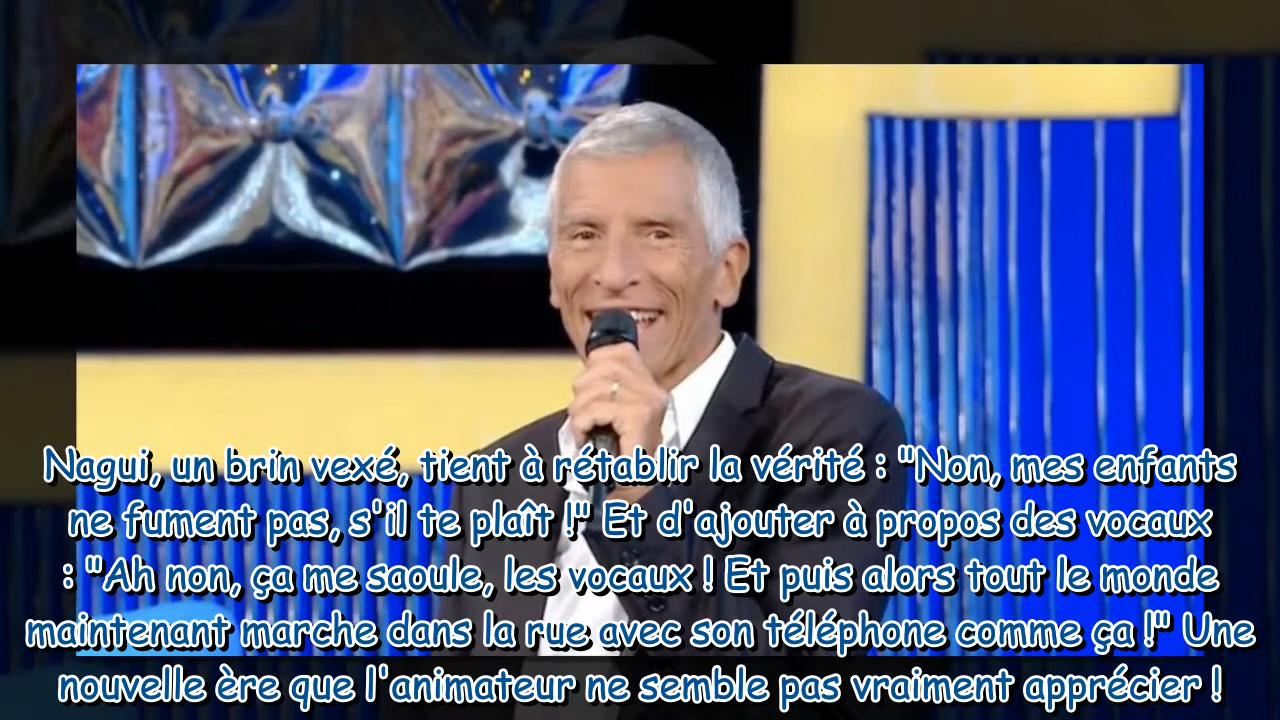 Nagui, un brin vexé, tient à rétablir la vérité : "Non, mes enfants
ne fument pas, s'il te plaît !" Et d'ajouter à propos des vocaux
: "Ah non, ça me saoule, les vocaux ! Et puis alors tout le monde
maintenant marche dans la rue avec son téléphone comme ça !" Une
nouvelle ère que l'animateur ne semble pas vraiment apprécier !